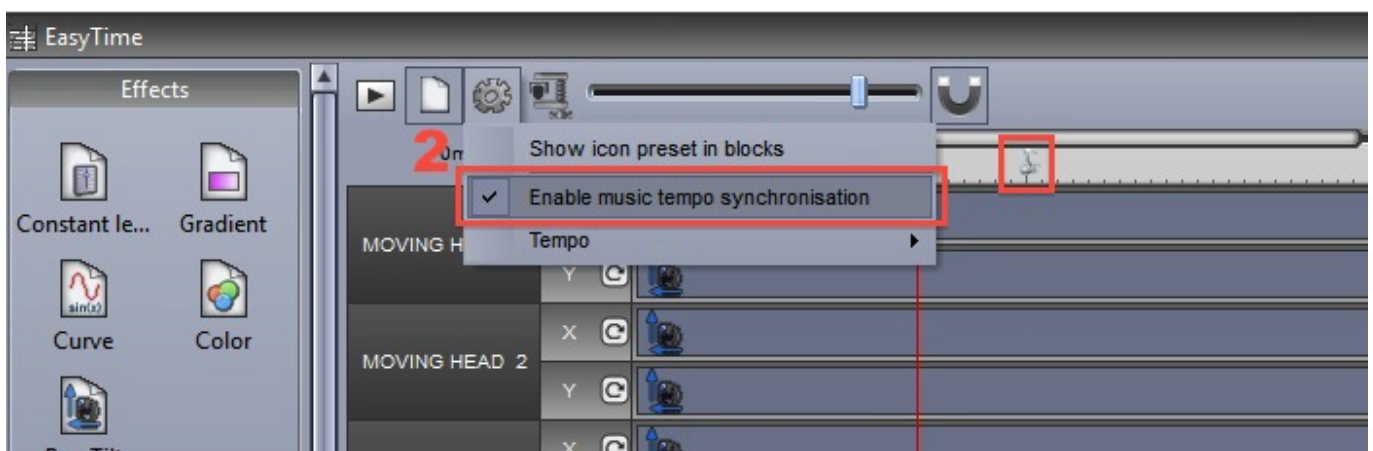 EasyTime
Effects
Constant le...
Gradient
sin(x)
Curve
Color
2
Show icon preset in blocks
Enable music tempo synchronisation
Tempo
MOVING H
Y
MOVING HEAD 2
X
Y
X